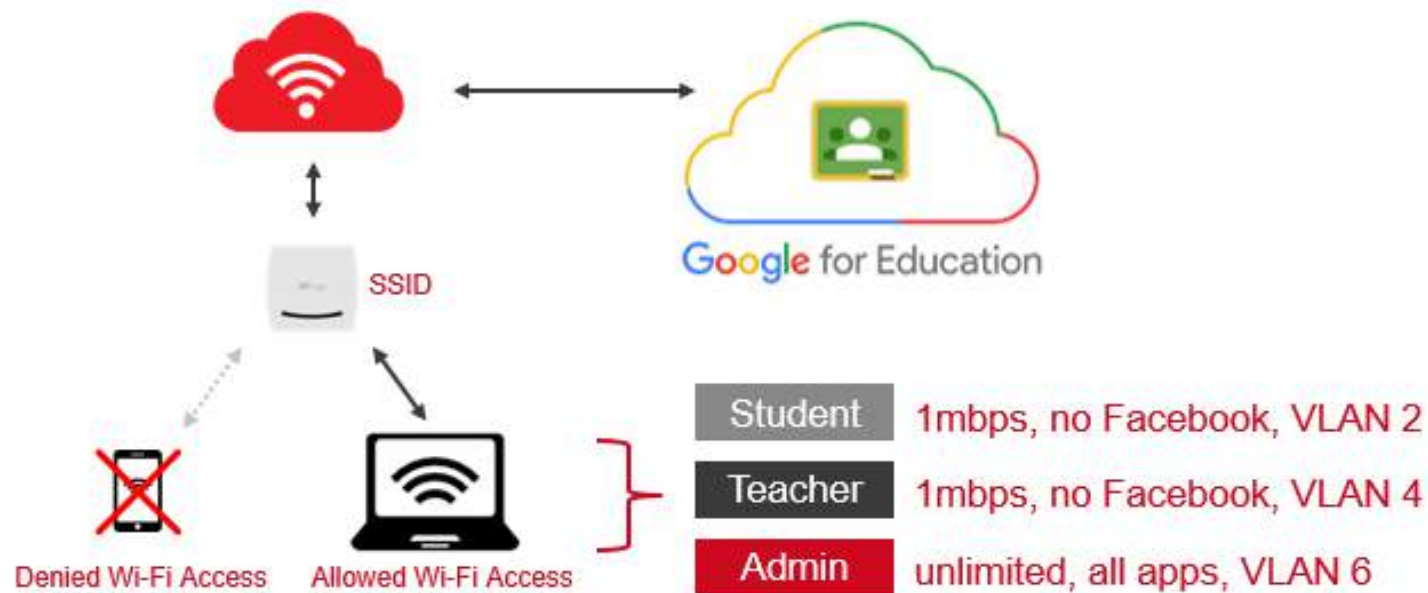 Google for Education
SSID
Student 1mbps, no Facebook, VLAN 2
Teacher 1mbps, no Facebook, VLAN 4
Admin unlimited, all apps, VLAN 6
Denied Wi-Fi Access Allowed Wi-Fi Access